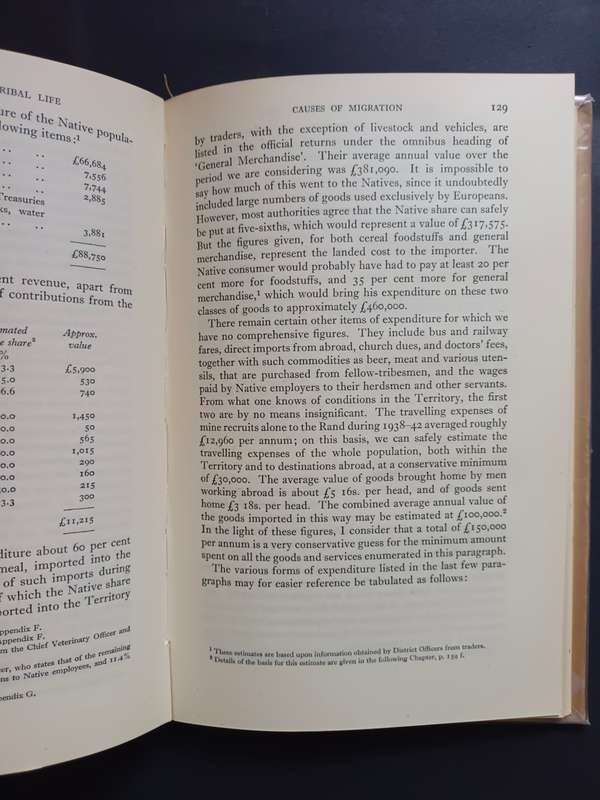 RIBAL LIFE
ure of the Native popula-
lowing items:¹
.. .. £66,684
.. .. 7,556
.. .. 7,744
Treasuries 2,885
ks, water
.. .. 3,881
£88,750
ent revenue, apart from
f contributions from the
mated Approx.
e share² value
%
3.3 £5,900
5.0 530
6.6 740
0.0 1,450
0.0 50
0.0 565
0.0 1,015
0.0 290
0.0 160
0.0 215
3.3 300
£11,215
diture about 60 per cent
meal, imported into the
of such imports during
f which the Native share
ported into the Territory
ppendix F.
Appendix F.
om the Chief Veterinary Officer and
er, who states that of the remaining
ns to Native employees, and 11.4%
pendix G.
CAUSES OF MIGRATION 129
by traders, with the exception of livestock and vehicles, are
listed in the official returns under the omnibus heading of
'General Merchandise'. Their average annual value over the
period we are considering was £381,090. It is impossible to
say how much of this went to the Natives, since it undoubtedly
included large numbers of goods used exclusively by Europeans.
However, most authorities agree that the Native share can safely
be put at five-sixths, which would represent a value of £317,575.
But the figures given, for both cereal foodstuffs and general
merchandise, represent the landed cost to the importer. The
Native consumer would probably have had to pay at least 20 per
cent more for foodstuffs, and 35 per cent more for general
merchandise,¹ which would bring his expenditure on these two
classes of goods to approximately £460,000.
There remain certain other items of expenditure for which we
have no comprehensive figures. They include bus and railway
fares, direct imports from abroad, church dues, and doctors' fees,
together with such commodities as beer, meat and various uten-
sils, that are purchased from fellow-tribesmen, and the wages
paid by Native employers to their herdsmen and other servants.
From what one knows of conditions in the Territory, the first
two are by no means insignificant. The travelling expenses of
mine recruits alone to the Rand during 1938-42 averaged roughly
£12,960 per annum; on this basis, we can safely estimate the
travelling expenses of the whole population, both within the
Territory and to destinations abroad, at a conservative minimum
of £30,000. The average value of goods brought home by men
working abroad is about £5 16s. per head, and of goods sent
home £3 18s. per head. The combined average annual value of
the goods imported in this way may be estimated at £100,000.²
In the light of these figures, I consider that a total of £150,000
per annum is a very conservative guess for the minimum amount
spent on all the goods and services enumerated in this paragraph.
The various forms of expenditure listed in the last few para-
graphs may for easier reference be tabulated as follows:
¹ These estimates are based upon information obtained by District Officers from traders.
² Details of the basis for this estimate are given in the following Chapter, p. 159 f.